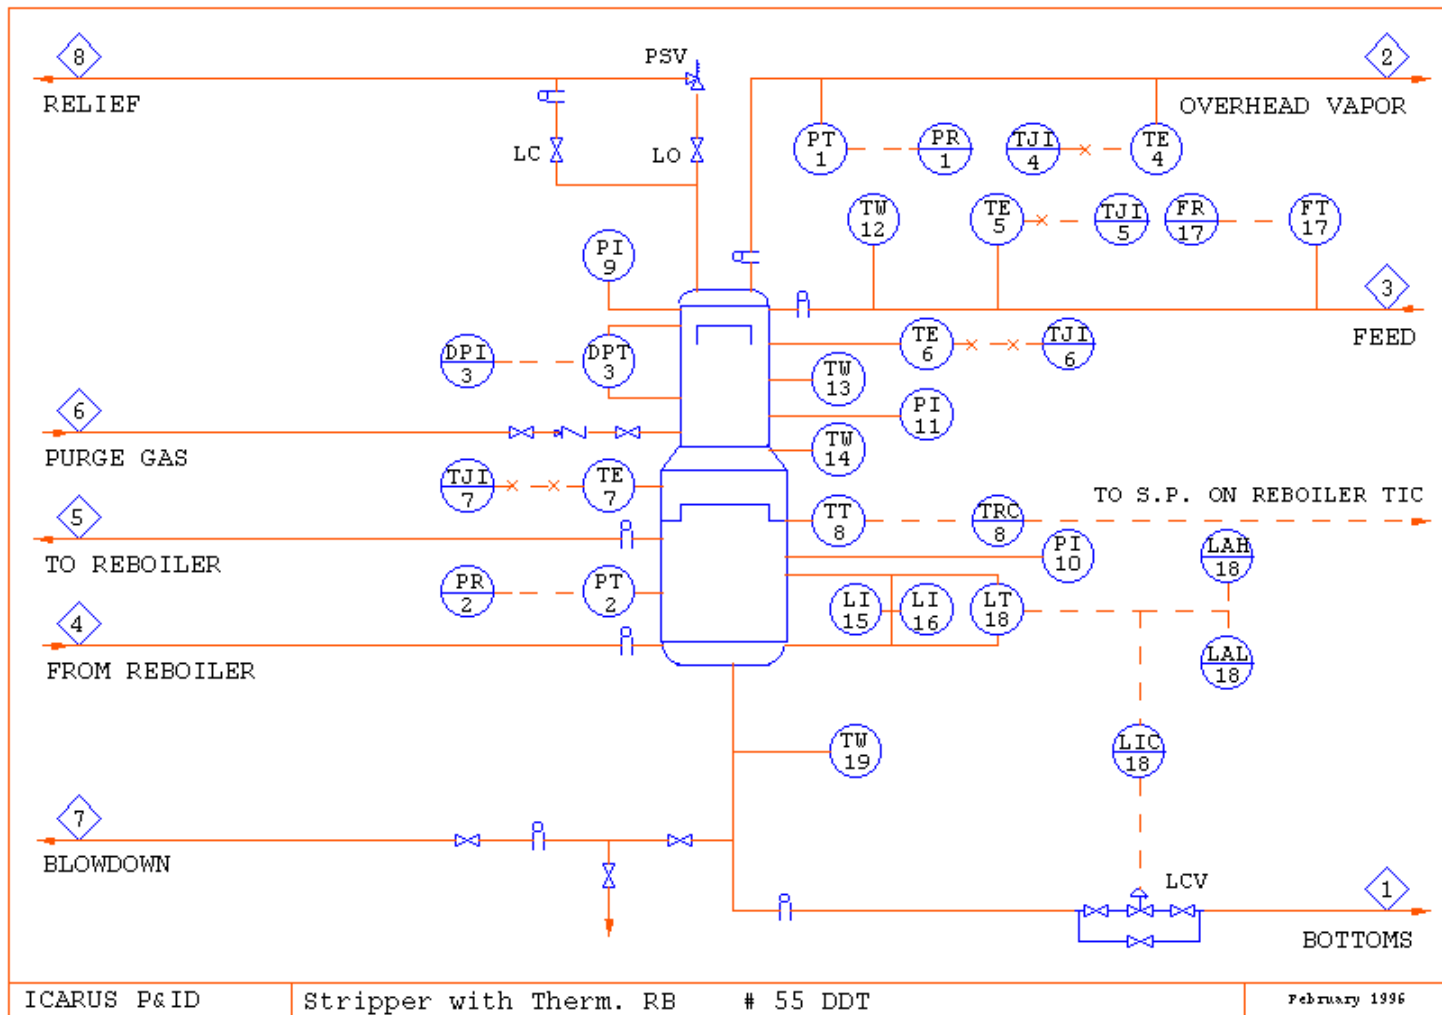 8
RELIEF
PSV
2
OVERHEAD VAPOR
LC
LO
PT
1
PR
1
TJI
4
TE
4
TW
12
TE
5
TJI
5
FR
17
FT
17
PI
9
3
FEED
DPI
3
DPT
3
TE
6
TJI
6
TW
13
PI
11
6
PURGE GAS
TW
14
TJI
7
TE
7
5
TO REBOILER
TT
8
TRC
8
TO S.P. ON REBOILER TIC
PI
10
LAH
18
PR
2
PT
2
LI
15
LI
16
LT
18
4
FROM REBOILER
LAL
18
TW
19
LIC
18
7
BLOWDOWN
LCV
1
BOTTOMS
ICARUS P&ID
Stripper with Therm. RB # 55 DDT
February 1996